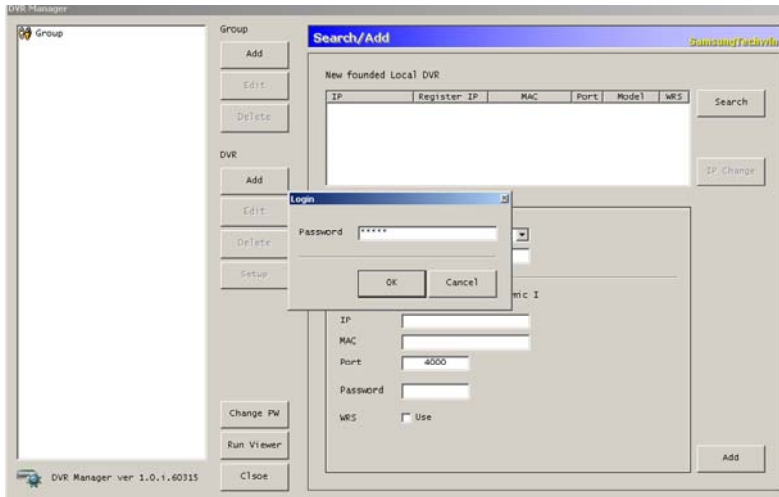 DVR Manager
Group
Group
Add
Edit
Delete
DVR
Add
Edit
Delete
Setup
Change PW
Run Viewer
Clsoe
DVR Manager ver 1.0.1.60315
Search/Add
SamsungTechwin
New founded Local DVR
IP Register IP MAC Port Model WRS
Search
IP Change
Login
Password *****
OK Cancel
mic I
IP
MAC
Port 4000
Password
WRS Use
Add